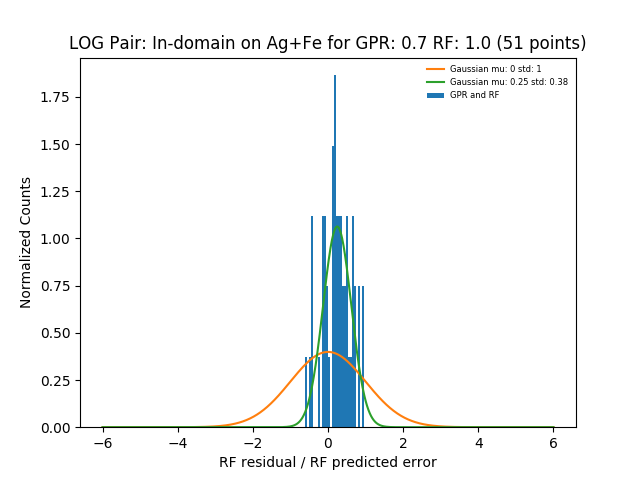 LOG Pair: In-domain on Ag+Fe for GPR: 0.7 RF: 1.0 (51 points)
Gaussian mu: 0 std: 1
Gaussian mu: 0.25 std: 0.38
GPR and RF
Normalized Counts
1.75
1.50
1.25
1.00
0.75
0.50
0.25
0.00
−6 −4 −2 0 2 4 6
RF residual / RF predicted error